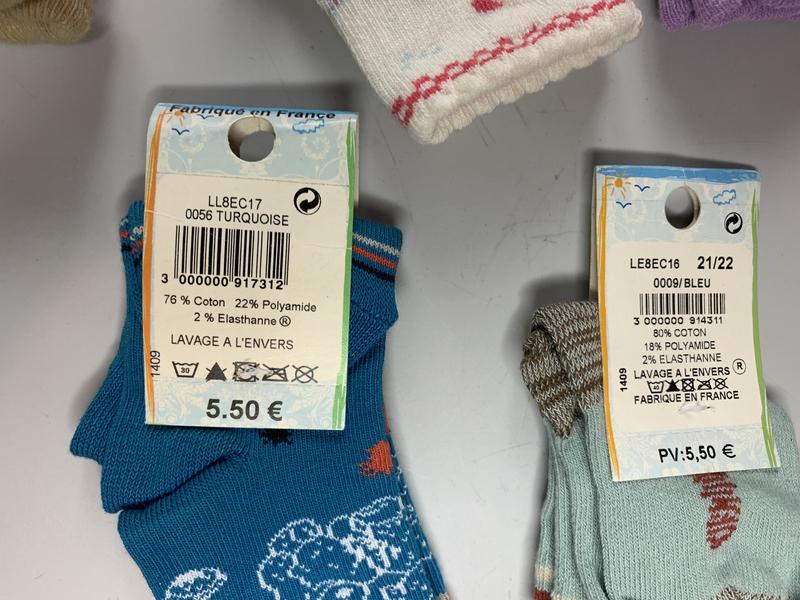 Fabriqué en France
LL8EC17
0056 TURQUOISE
3 000000 917312
76 % Coton 22% Polyamide
2 % Elasthanne ®
LAVAGE A L'ENVERS
30
1409
5.50 €
LE8EC16 21/22
0009/BLEU
3 000000 914311
80% COTON
18% POLYAMIDE
2% ELASTHANNE
LAVAGE A L'ENVERS ®
FABRIQUE EN FRANCE
1409
PV:5,50 €